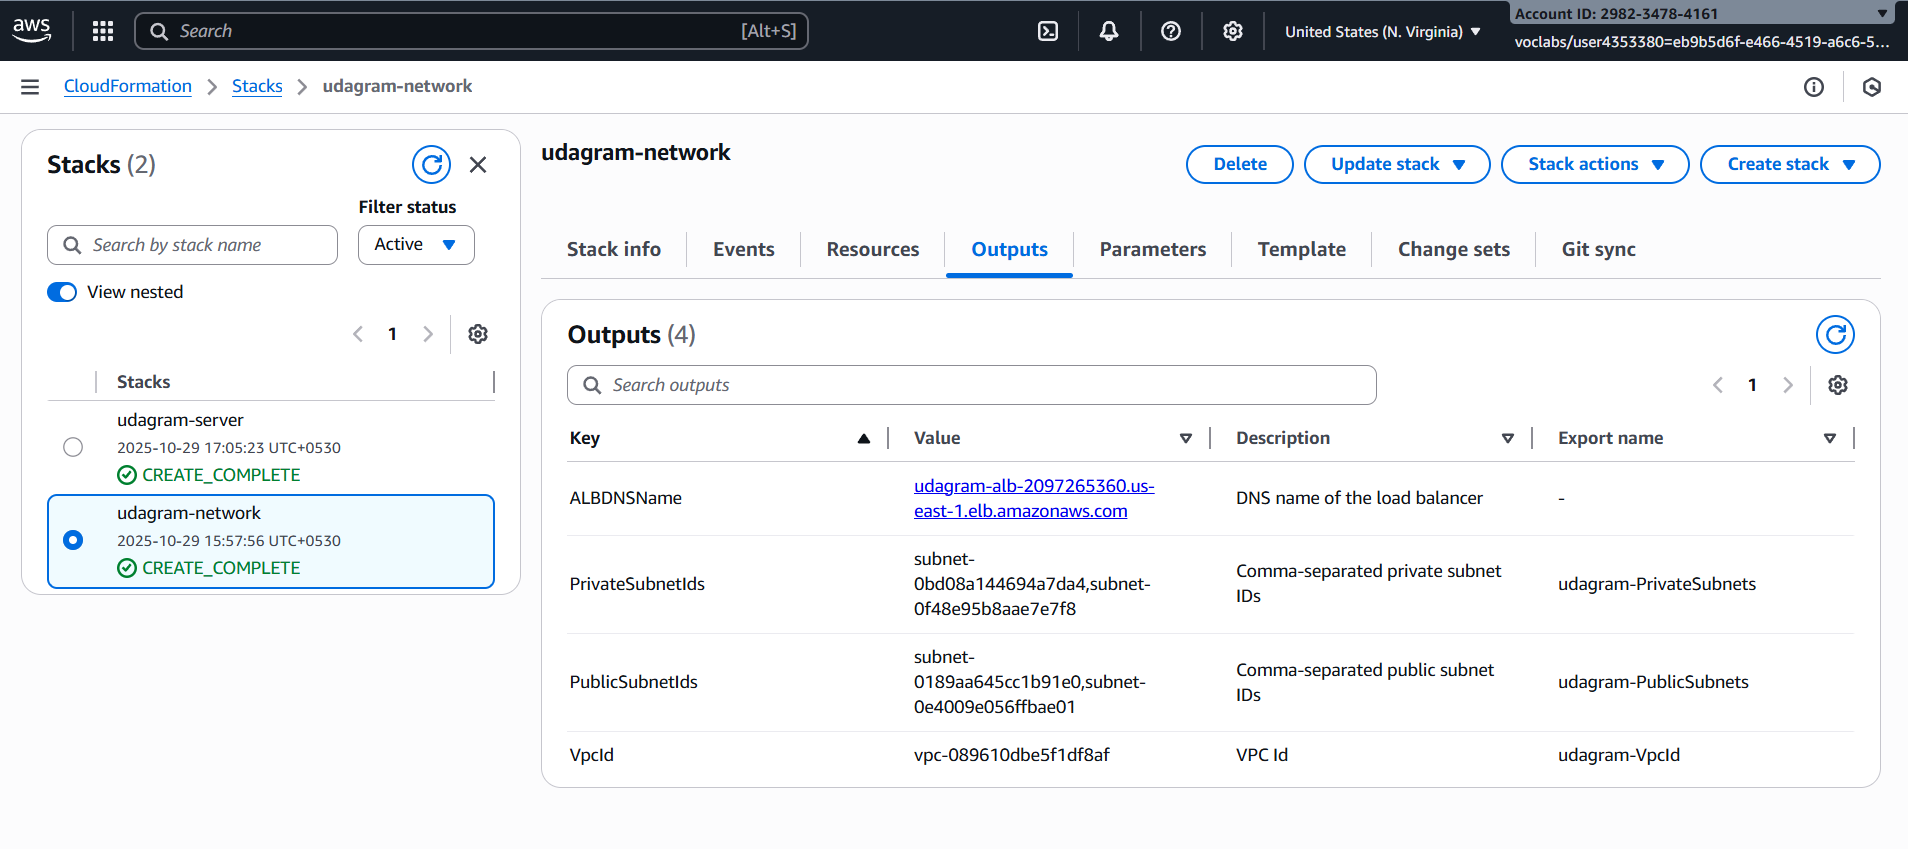 aws
Search
[Alt+S]
United States (N. Virginia)
Account ID: 2982-3478-4161
voclabs/user4353380=eb9b5d6f-e466-4519-a6c6-5...
CloudFormation
Stacks
udagram-network
Stacks (2)
Filter status
Search by stack name
Active
View nested
1
Stacks
udagram-server
2025-10-29 17:05:23 UTC+0530
CREATE_COMPLETE
udagram-network
2025-10-29 15:57:56 UTC+0530
CREATE_COMPLETE
udagram-network
Delete
Update stack
Stack actions
Create stack
Stack info
Events
Resources
Outputs
Parameters
Template
Change sets
Git sync
Outputs (4)
Search outputs
1
Key
Value
Description
Export name
ALBDNSName
udagram-alb-2097265360.us-
east-1.elb.amazonaws.com
DNS name of the load balancer
-
PrivateSubnetIds
subnet-
0bd08a144694a7da4,subnet-
0f48e95b8aae7e7f8
Comma-separated private subnet
IDs
udagram-PrivateSubnets
PublicSubnetIds
subnet-
0189aa645cc1b91e0,subnet-
0e4009e056ffbae01
Comma-separated public subnet
IDs
udagram-PublicSubnets
VpcId
vpc-089610dbe5f1df8af
VPC Id
udagram-VpcId